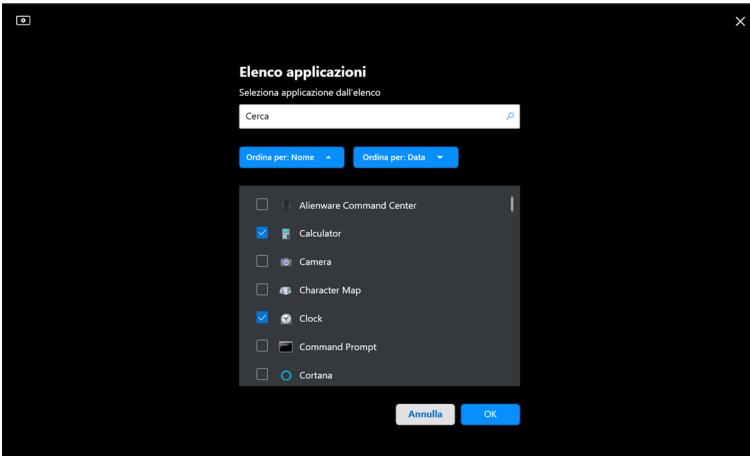 Elenco applicazioni
Seleziona applicazione dall'elenco
Cerca
Ordina per: Nome Ordina per: Data
Alienware Command Center
Calculator
Camera
Character Map
Clock
Command Prompt
Cortana
Annulla OK